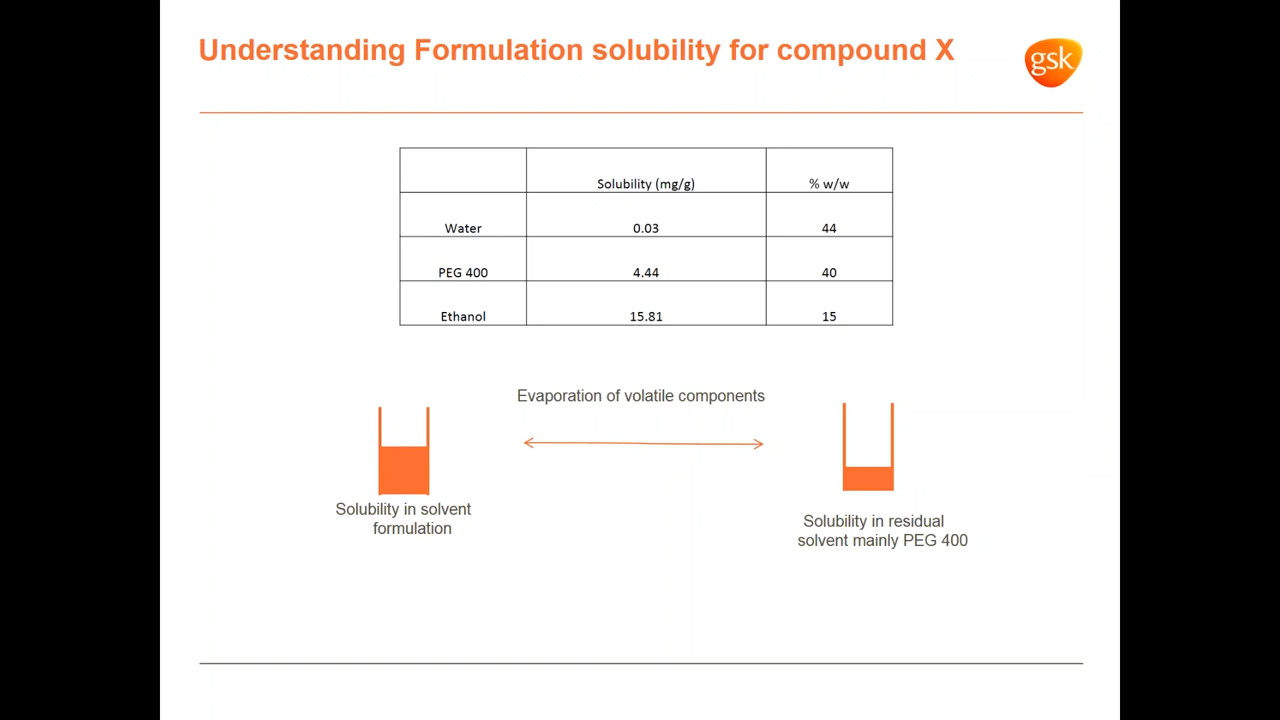 Understanding Formulation solubility for compound X
gsk
Solubility (mg/g) % w/w
Water 0.03 44
PEG 400 4.44 40
Ethanol 15.81 15
Evaporation of volatile components
Solubility in solvent
formulation
Solubility in residual
solvent mainly PEG 400